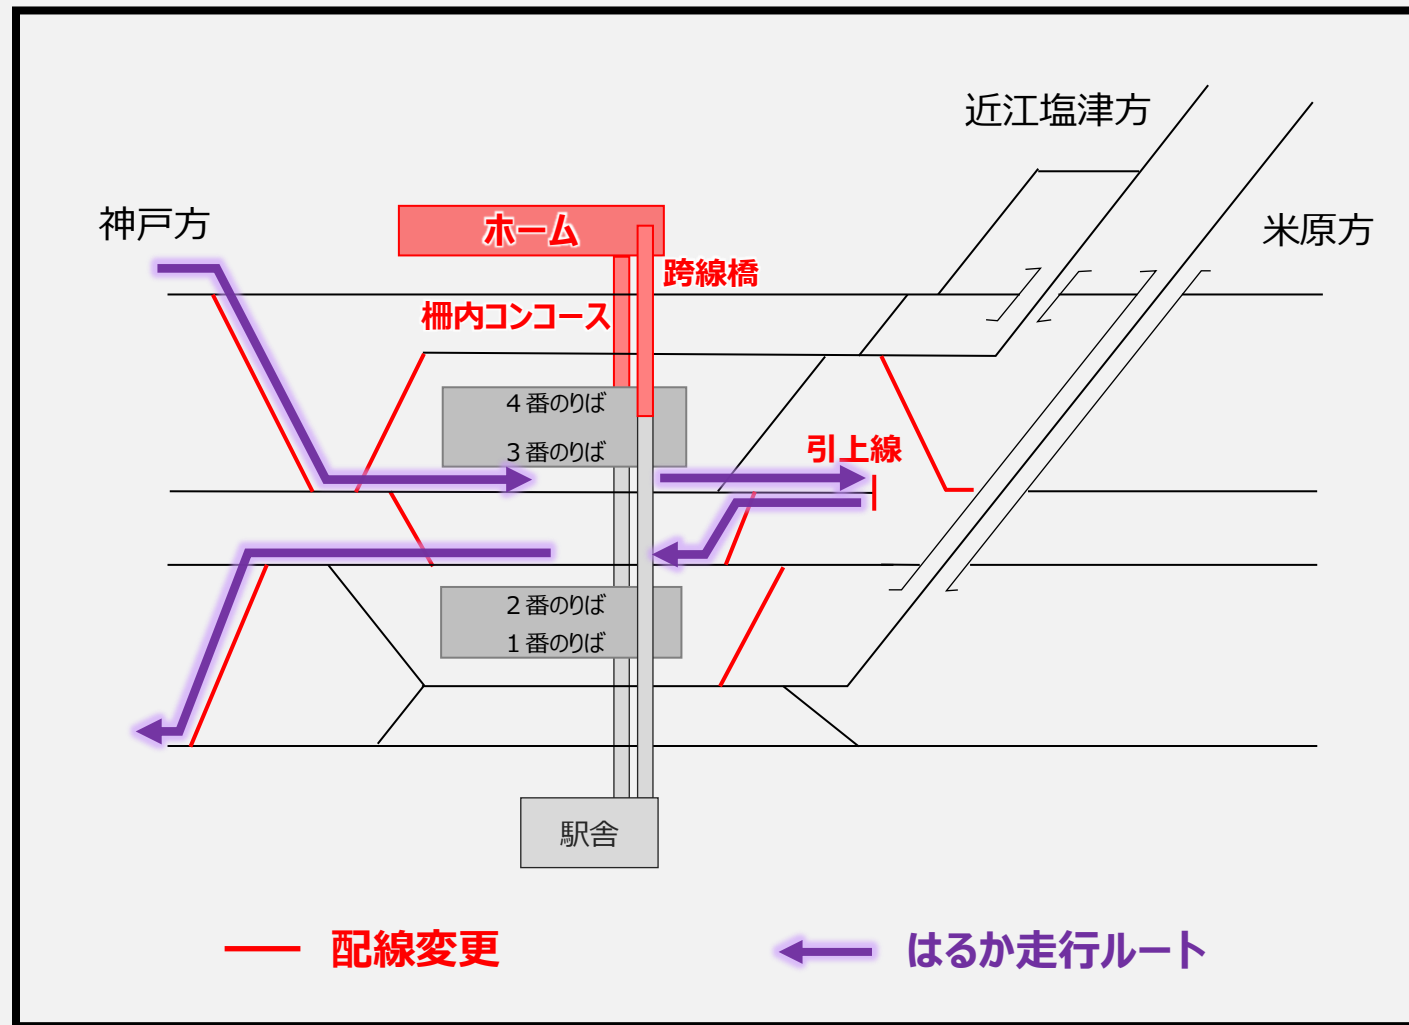 近江塩津方
神戸方
米原方
ホーム
跨線橋
柵内コンコース
４番のりば
３番のりば
引上線
２番のりば
１番のりば
駅舎
配線変更
はるか走行ルート